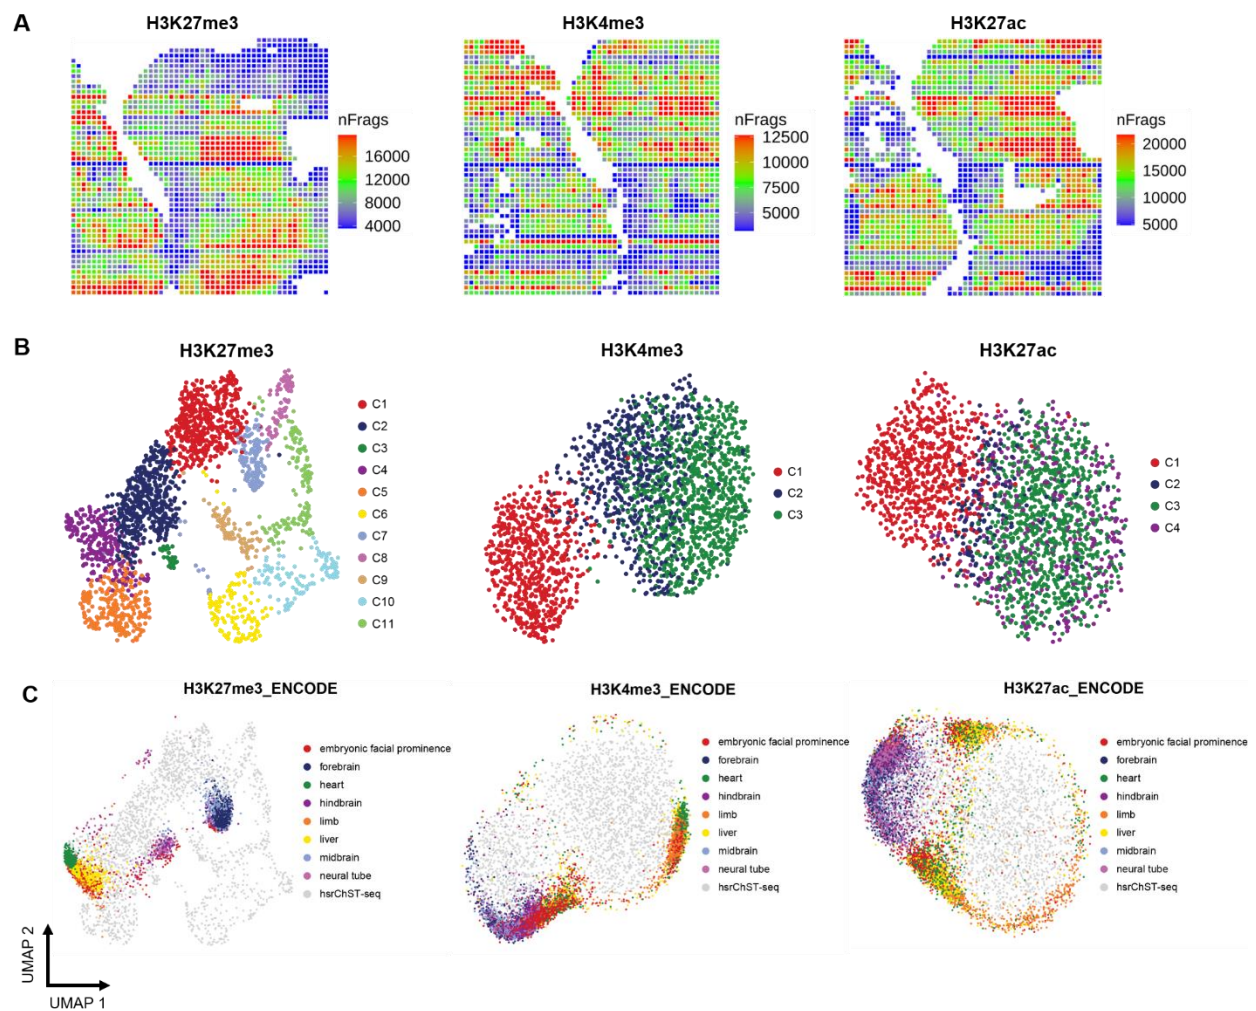 A
H3K27me3
H3K4me3
H3K27ac
nFrags
16000
12000
8000
4000
nFrags
12500
10000
7500
5000
nFrags
20000
15000
10000
5000
B
H3K27me3
H3K4me3
H3K27ac
C1
C2
C3
C4
C5
C6
C7
C8
C9
C10
C11
C1
C2
C3
C1
C2
C3
C4
C
H3K27me3_ENCODE
H3K4me3_ENCODE
H3K27ac_ENCODE
embryonic facial prominence
forebrain
heart
hindbrain
limb
liver
midbrain
neural tube
hsrChST-seq
embryonic facial prominence
forebrain
heart
hindbrain
limb
liver
midbrain
neural tube
hsrChST-seq
embryonic facial prominence
forebrain
heart
hindbrain
limb
liver
midbrain
neural tube
hsrChST-seq
UMAP 2
UMAP 1